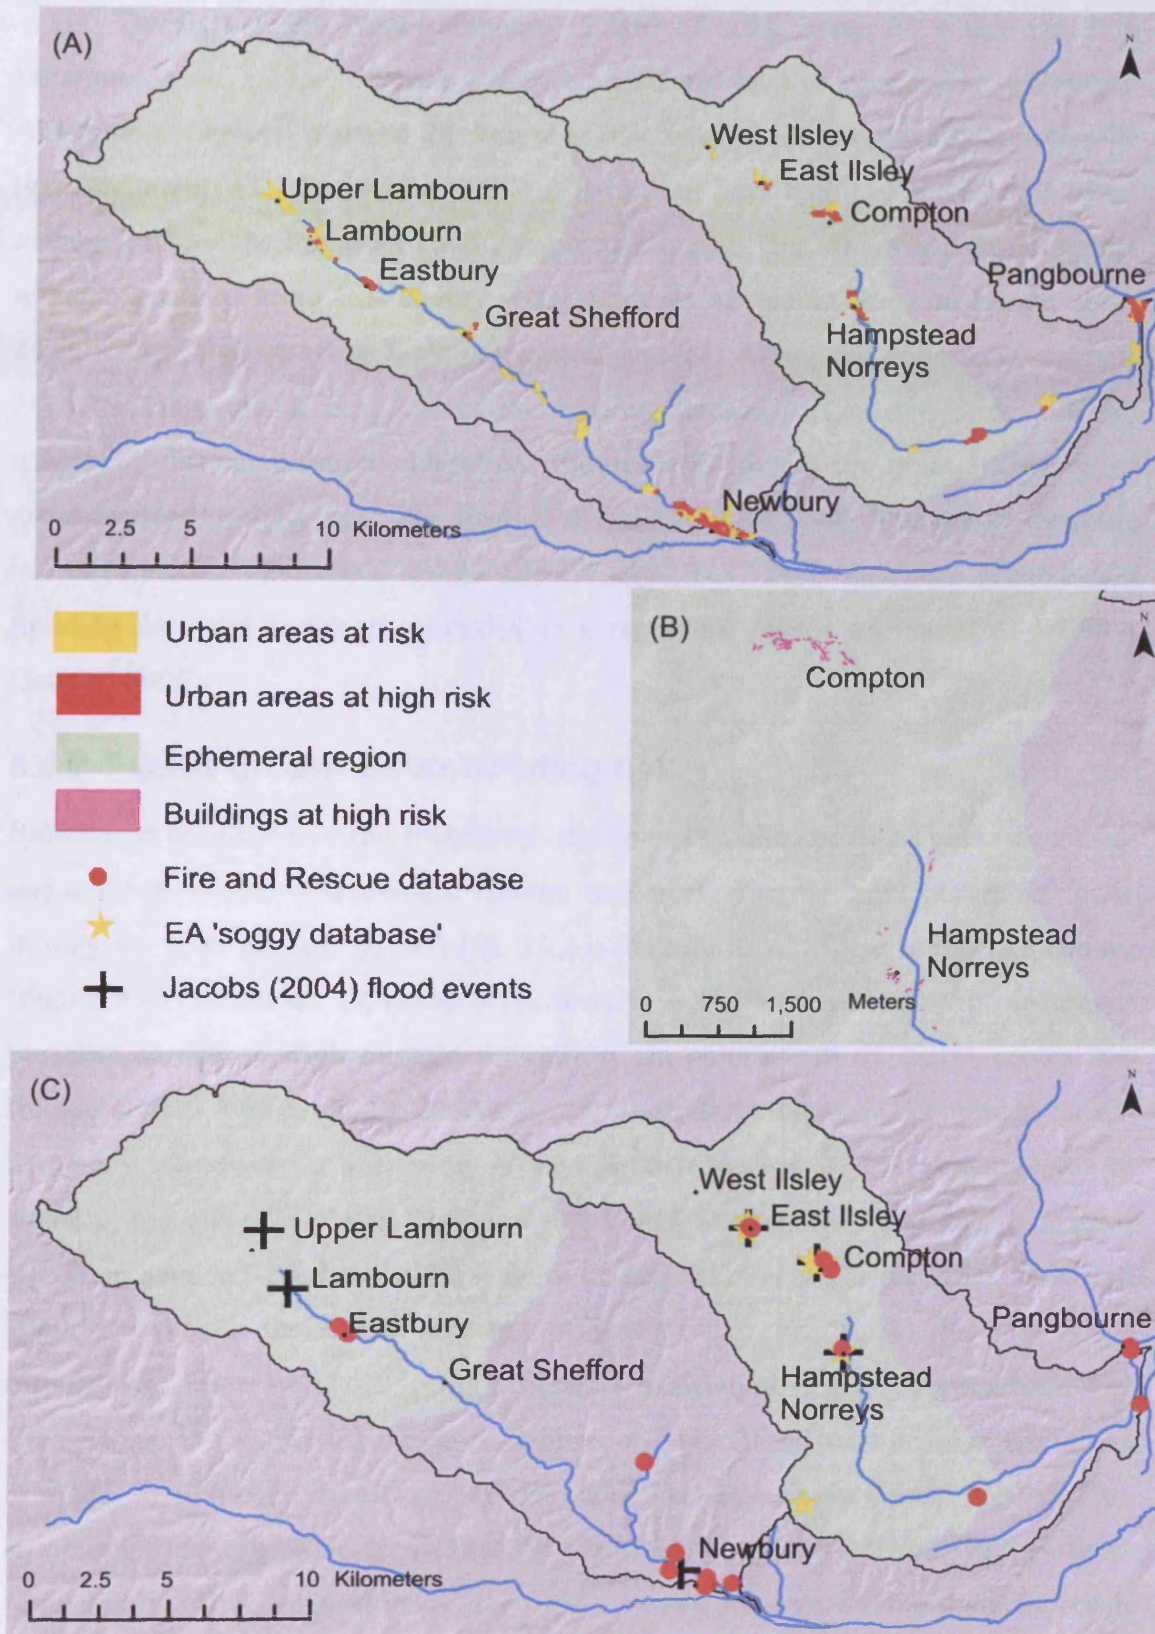 (A)
N
West Ilsley
East Ilsley
Upper Lambourn
Compton
Lambourn
Eastbury
Pangbourne
Great Shefford
Hampstead
Norreys
Newbury
0 2.5 5 10 Kilometers
Urban areas at risk
Urban areas at high risk
Ephemeral region
Buildings at high risk
Fire and Rescue database
EA 'soggy database'
Jacobs (2004) flood events
(B)
N
Compton
Hampstead
Norreys
0 750 1,500 Meters
(C)
N
West Ilsley
East Ilsley
Upper Lambourn
Compton
Lambourn
Eastbury
Pangbourne
Great Shefford
Hampstead
Norreys
Newbury
0 2.5 5 10 Kilometers